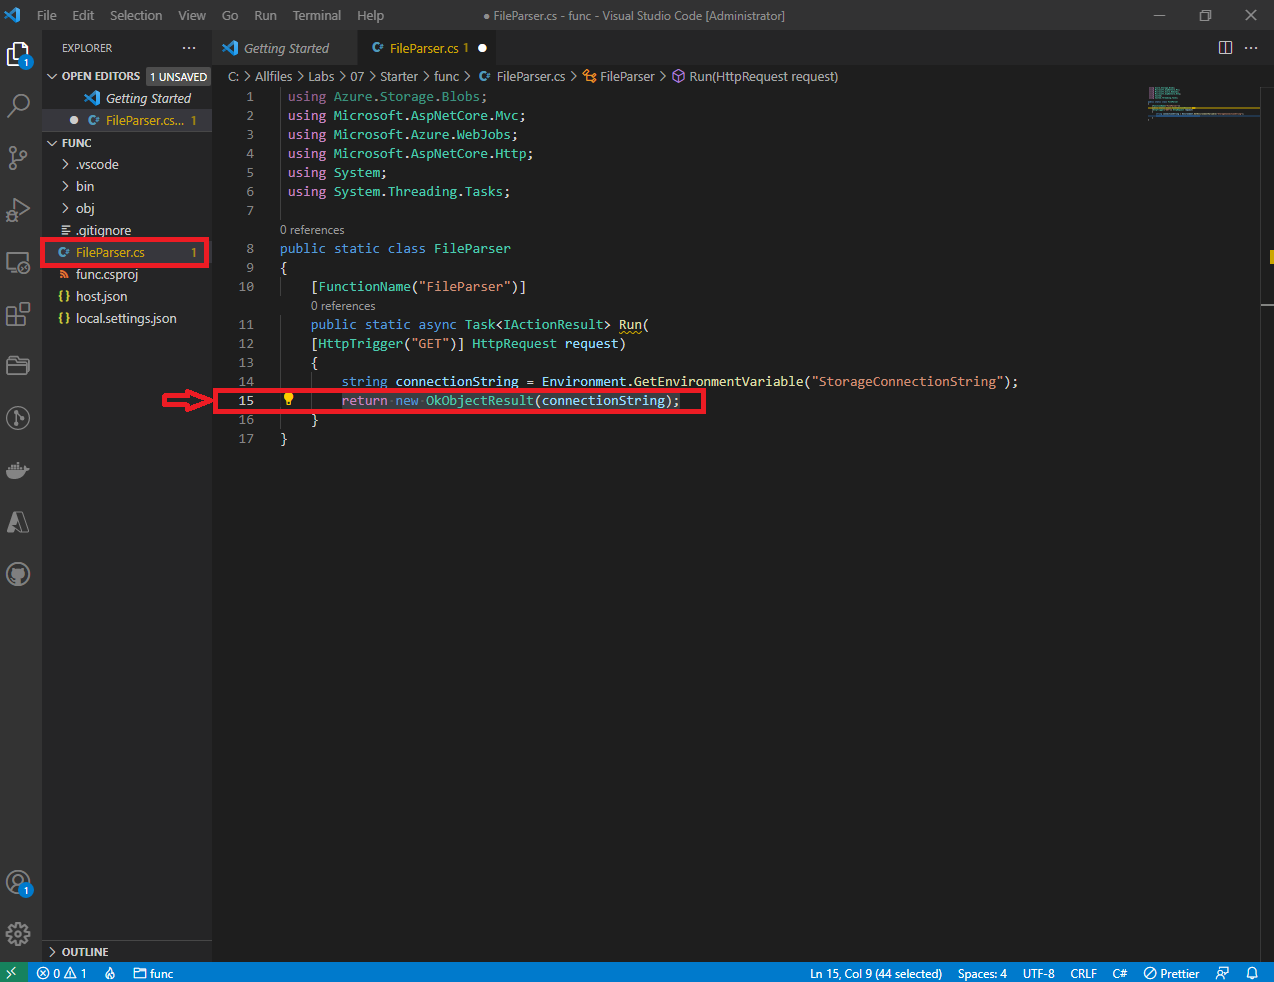 File Edit Selection View Go Run Terminal Help ● FileParser.cs - func - Visual Studio Code [Administrator]
EXPLORER ...
Getting Started FileParser.cs 1 ●
OPEN EDITORS 1 UNSAVED
Getting Started
● FileParser.cs... 1
FUNC
.vscode
bin
obj
.gitignore
FileParser.cs 1
func.csproj
host.json
local.settings.json
OUTLINE
1
1
C: > Allfiles > Labs > 07 > Starter > func > FileParser.cs > FileParser > Run(HttpRequest request)
1 using Azure.Storage.Blobs;
2 using Microsoft.AspNetCore.Mvc;
3 using Microsoft.Azure.WebJobs;
4 using Microsoft.AspNetCore.Http;
5 using System;
6 using System.Threading.Tasks;
7
0 references
8 public static class FileParser
9 {
10 [FunctionName("FileParser")]
0 references
11 public static async Task<IActionResult> Run(
12 [HttpTrigger("GET")] HttpRequest request)
13 {
14 string connectionString = Environment.GetEnvironmentVariable("StorageConnectionString");
15 return new OkObjectResult(connectionString);
16 }
17 }
0 1 func Ln 15, Col 9 (44 selected) Spaces: 4 UTF-8 CRLF C# Prettier